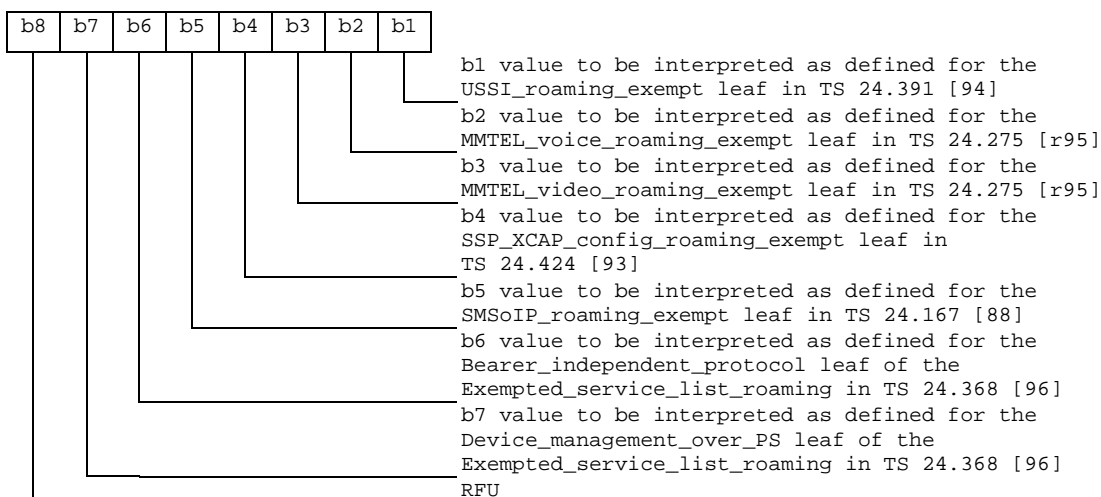 b8 b7 b6 b5 b4 b3 b2 b1
b1 value to be interpreted as defined for the
USSI_roaming_exempt leaf in TS 24.391 [94]
b2 value to be interpreted as defined for the
MMTEL_voice_roaming_exempt leaf in TS 24.275 [r95]
b3 value to be interpreted as defined for the
MMTEL_video_roaming_exempt leaf in TS 24.275 [r95]
b4 value to be interpreted as defined for the
SSP_XCAP_config_roaming_exempt leaf in
TS 24.424 [93]
b5 value to be interpreted as defined for the
SMSoIP_roaming_exempt leaf in TS 24.167 [88]
b6 value to be interpreted as defined for the
Bearer_independent_protocol leaf of the
Exempted_service_list_roaming in TS 24.368 [96]
b7 value to be interpreted as defined for the
Device_management_over_PS leaf of the
Exempted_service_list_roaming in TS 24.368 [96]
RFU